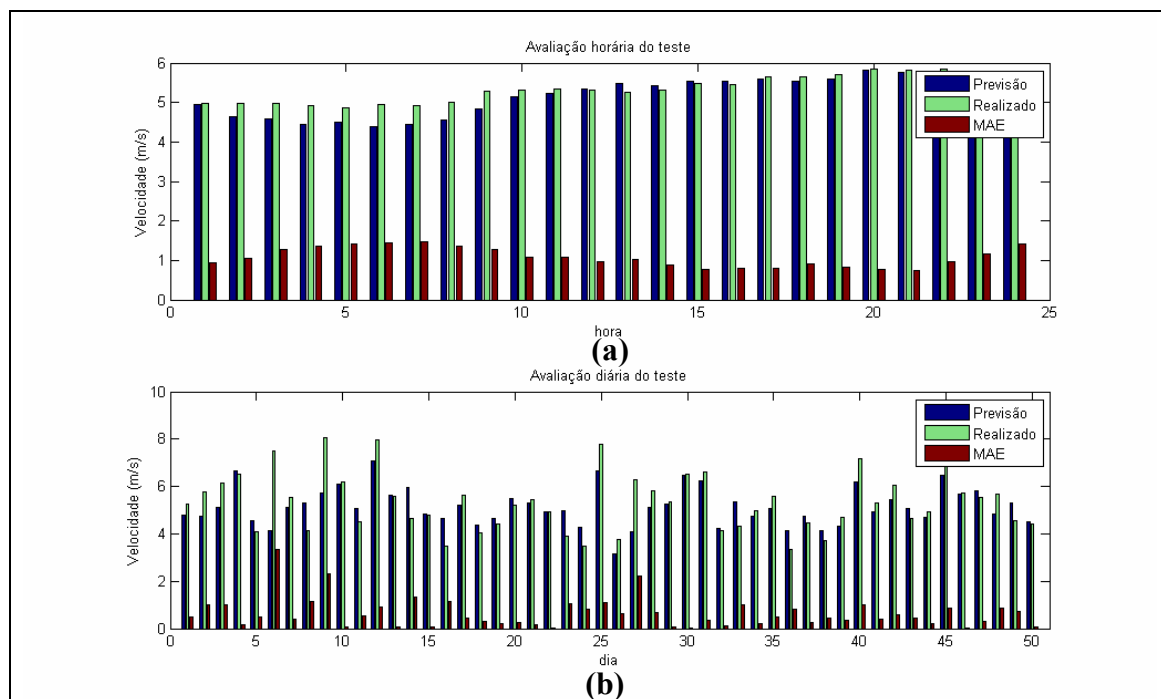 Avaliação horária do teste
6
5
4
3
2
1
0
Velocidade (m/s)
Previsão
Realizado
MAE
0 5 10 15 20 25
hora
(a)
Avaliação diária do teste
10
8
6
4
2
0
Velocidade (m/s)
Previsão
Realizado
MAE
0 5 10 15 20 25 30 35 40 45 50
dia
(b)